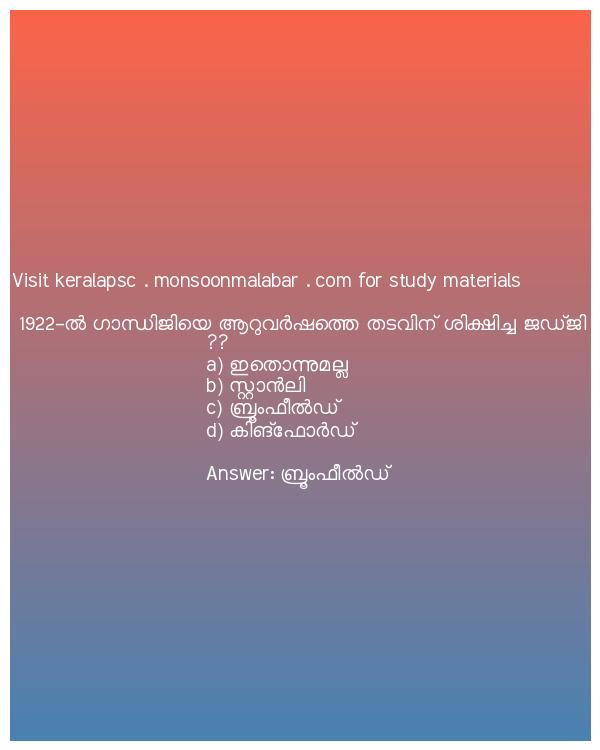 Visit keralapsc . monsoonmalabar . com for study materials
1922-ൽ ഗാന്ധിജിയെ ആറുവർഷത്തെ തടവിന് ശിക്ഷിച്ച ജഡ്ജി
??
a) ഇതൊന്നുമല്ല
b) സ്റ്റാൻലി
c) ബ്രൂംഫീൽഡ്
d) കിങ്ഫോർഡ്
Answer: ബ്രൂംഫീൽഡ്